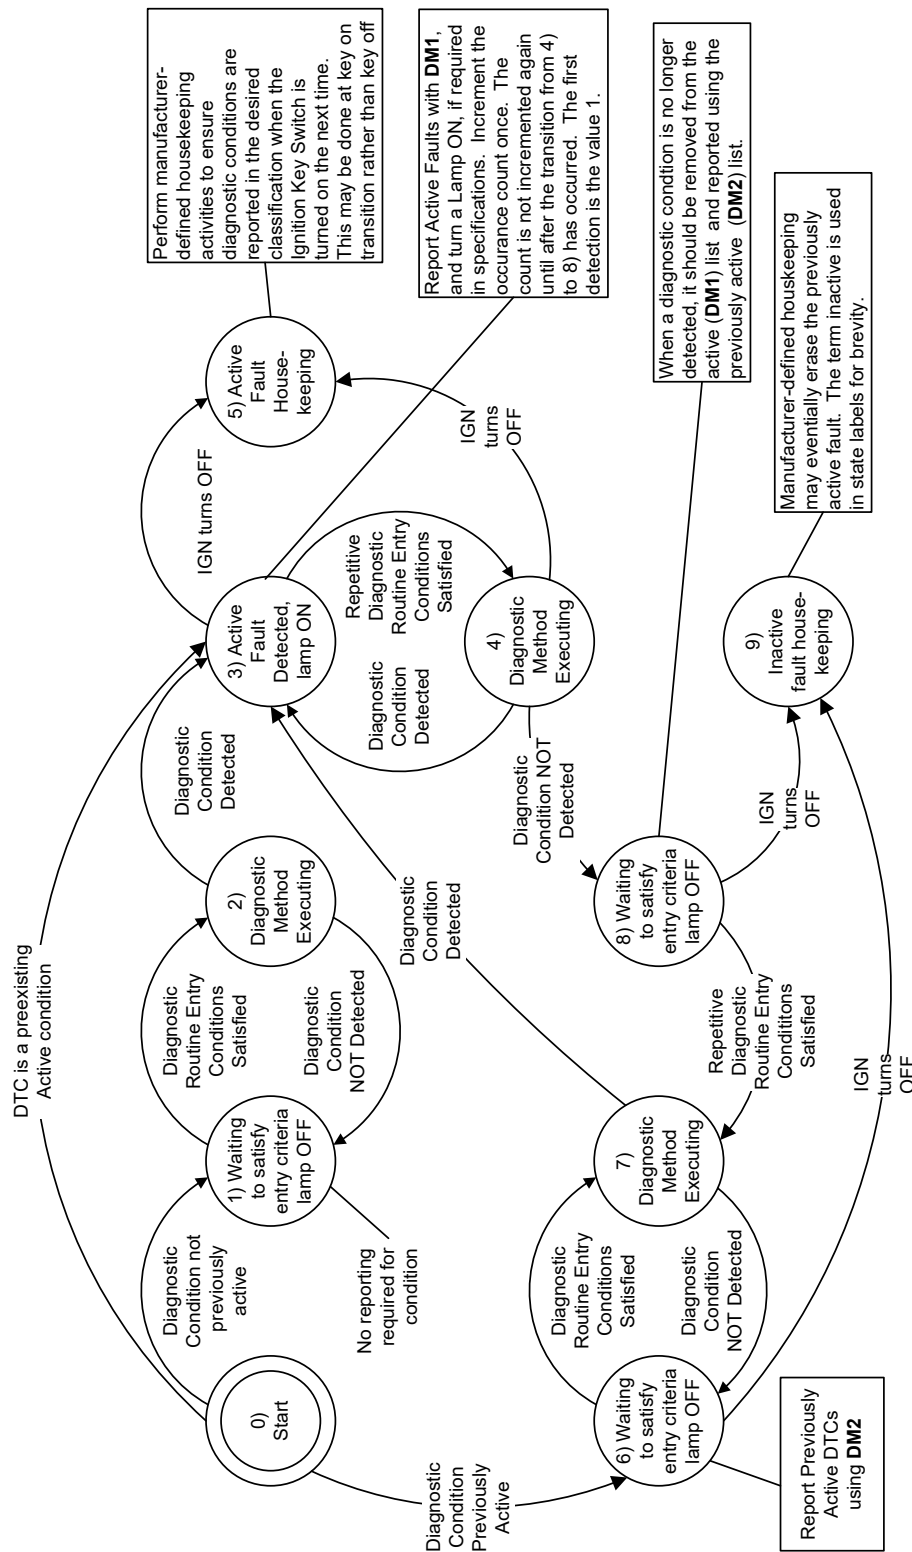 DTC is a preexisting
Active condition
0)
Start
Diagnostic
Condition not
previously
active
1) Waiting
to satisfy
entry criteria
lamp OFF
No reporting
required for
condition
Diagnostic
Routine Entry
Conditions
Satisfied
Diagnostic
Condition
NOT Detected
2)
Diagnostic
Method
Executing
Diagnostic
Condition
Detected
3) Active
Fault
Detected,
lamp ON
IGN turns OFF
5) Active
Fault
House-
keeping
Perform manufacturer-
defined housekeeping
activities to ensure
diagnostic conditions are
reported in the desired
classification when the
Ignition Key Switch is
turned on the next time.
This may be done at key on
transition rather than key off
Repetitive
Diagnostic
Routine Entry
Conditions
Satisfied
Diagnostic
Condition
Detected
4)
Diagnostic
Method
Executing
IGN
turns
OFF
Report Active Faults with DM1,
and turn a Lamp ON, if required
in specifications. Increment the
occurance count once. The
count is not incremented again
until after the transition from 4)
to 8) has occurred. The first
detection is the value 1.
Diagnostic
Condition
Detected
Diagnostic
Condition NOT
Detected
Diagnostic
Condition
Previously
Active
6) Waiting
to satisfy
entry criteria
lamp OFF
Report Previously
Active DTCs
using DM2
Diagnostic
Routine Entry
Conditions
Satisfied
Diagnostic
Condition
NOT Detected
7)
Diagnostic
Method
Executing
Repetitive
Diagnostic
Routine Entry
Condititons
Satisfied
8) Waiting
to satisfy
entry criteria
lamp OFF
When a diagnostic condtion is no longer
detected, it should be removed from the
active (DM1) list and reported using the
previously active (DM2) list.
IGN
turns
OFF
IGN
turns
OFF
9)
Inactive
fault house-
keeping
Manufacturer-defined houskeeping
may eventially erase the previously
active fault. The term inactive is used
in state labels for brevity.